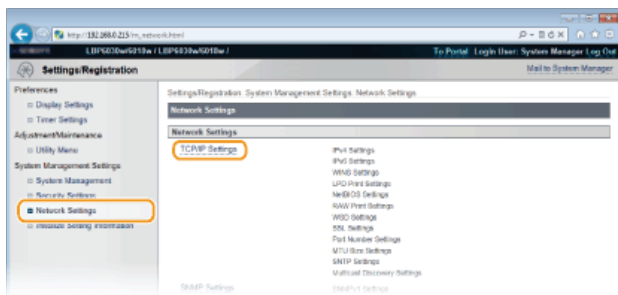 http://192.168.0.215/m_network.html
LBP6030w/6018w / LBP6030w/6018w /
To Portal Login User: System Manager Log Out
Settings/Registration
Mail to System Manager
Preferences
Display Settings
Timer Settings
Adjustment/Maintenance
Utility Menu
System Management Settings
System Management
Security Settings
Network Settings
Initialize Setting Information
Settings/Registration: System Management Settings: Network Settings
Network Settings
Network Settings
TCP/IP Settings
IPv4 Settings
IPv6 Settings
WINS Settings
LPD Print Settings
NetBIOS Settings
RAW Print Settings
WSD Settings
SSL Settings
Port Number Settings
MTU Size Settings
SNTP Settings
Multicast Discovery Settings
SNMP Settings
SNMPv1 Settings